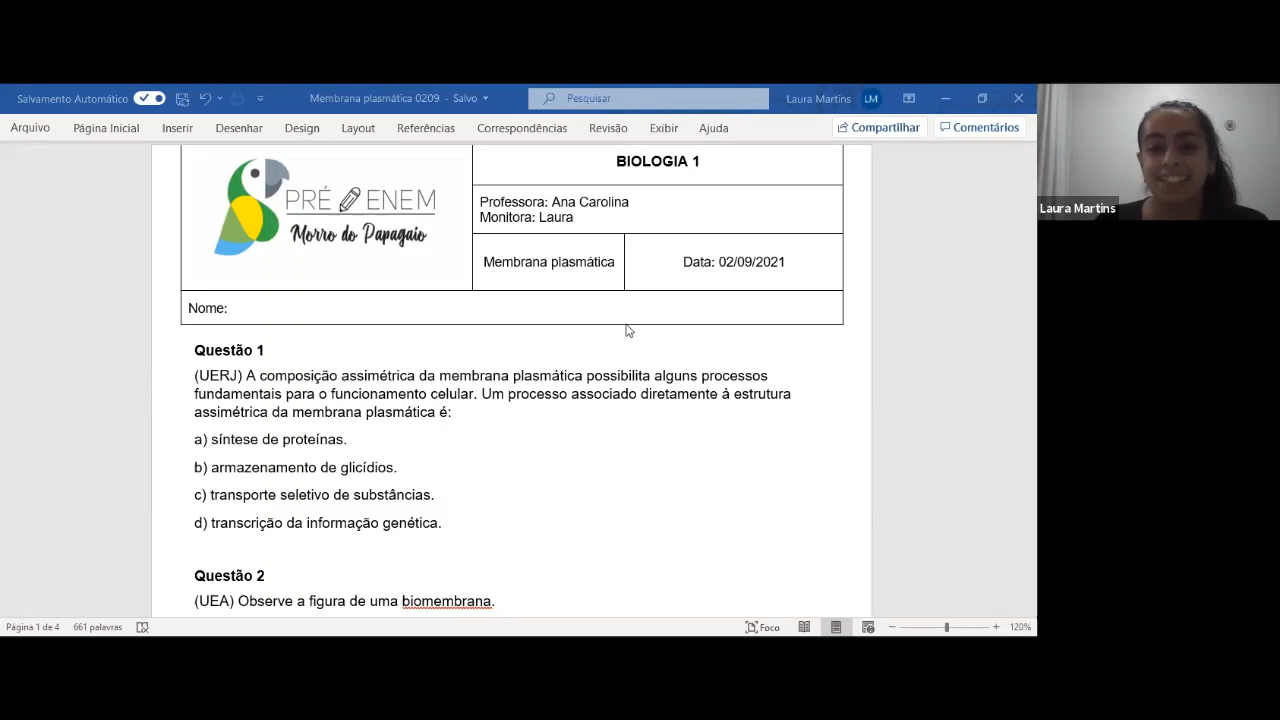 Salvamento Automático
Membrana plasmática 0209 - Salvo
Pesquisar
Laura Martins LM
Arquivo Página Inicial Inserir Desenhar Design Layout Referências Correspondências Revisão Exibir Ajuda Compartilhar Comentários
PRÉ ENEM
Morro do Papagaio
BIOLOGIA 1
Professora: Ana Carolina
Monitora: Laura
Membrana plasmática Data: 02/09/2021
Nome:
Questão 1
(UERJ) A composição assimétrica da membrana plasmática possibilita alguns processos
fundamentais para o funcionamento celular. Um processo associado diretamente à estrutura
assimétrica da membrana plasmática é:
a) síntese de proteínas.
b) armazenamento de glicídios.
c) transporte seletivo de substâncias.
d) transcrição da informação genética.
Questão 2
(UEA) Observe a figura de uma biomembrana.
Página 1 de 4 661 palavras Foco 120%
Laura Martins